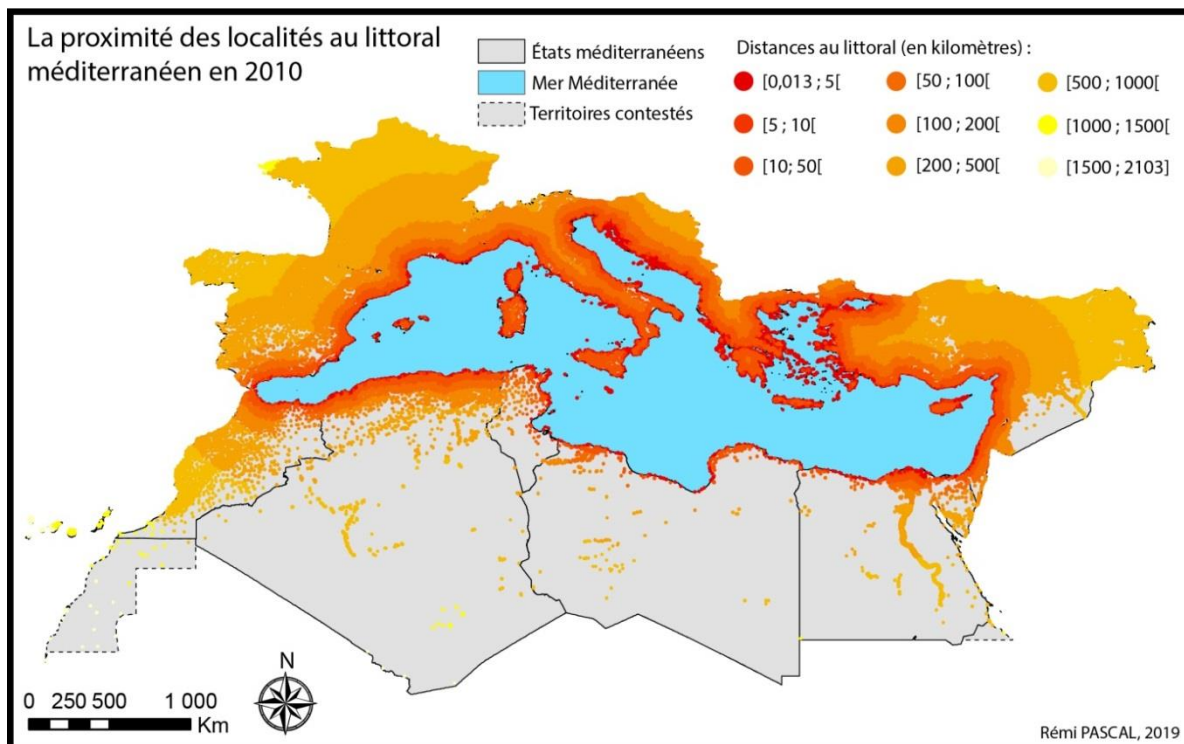 La proximité des localités au littoral
méditerranéen en 2010
États méditerranéens
Mer Méditerranée
Territoires contestés
Distances au littoral (en kilomètres) :
[0,013 ; 5[
[5 ; 10[
[10; 50[
[50 ; 100[
[100 ; 200[
[200 ; 500[
[500 ; 1000[
[1000 ; 1500[
[1500 ; 2103]
N
0 250 500 1 000
Km
Rémi PASCAL, 2019